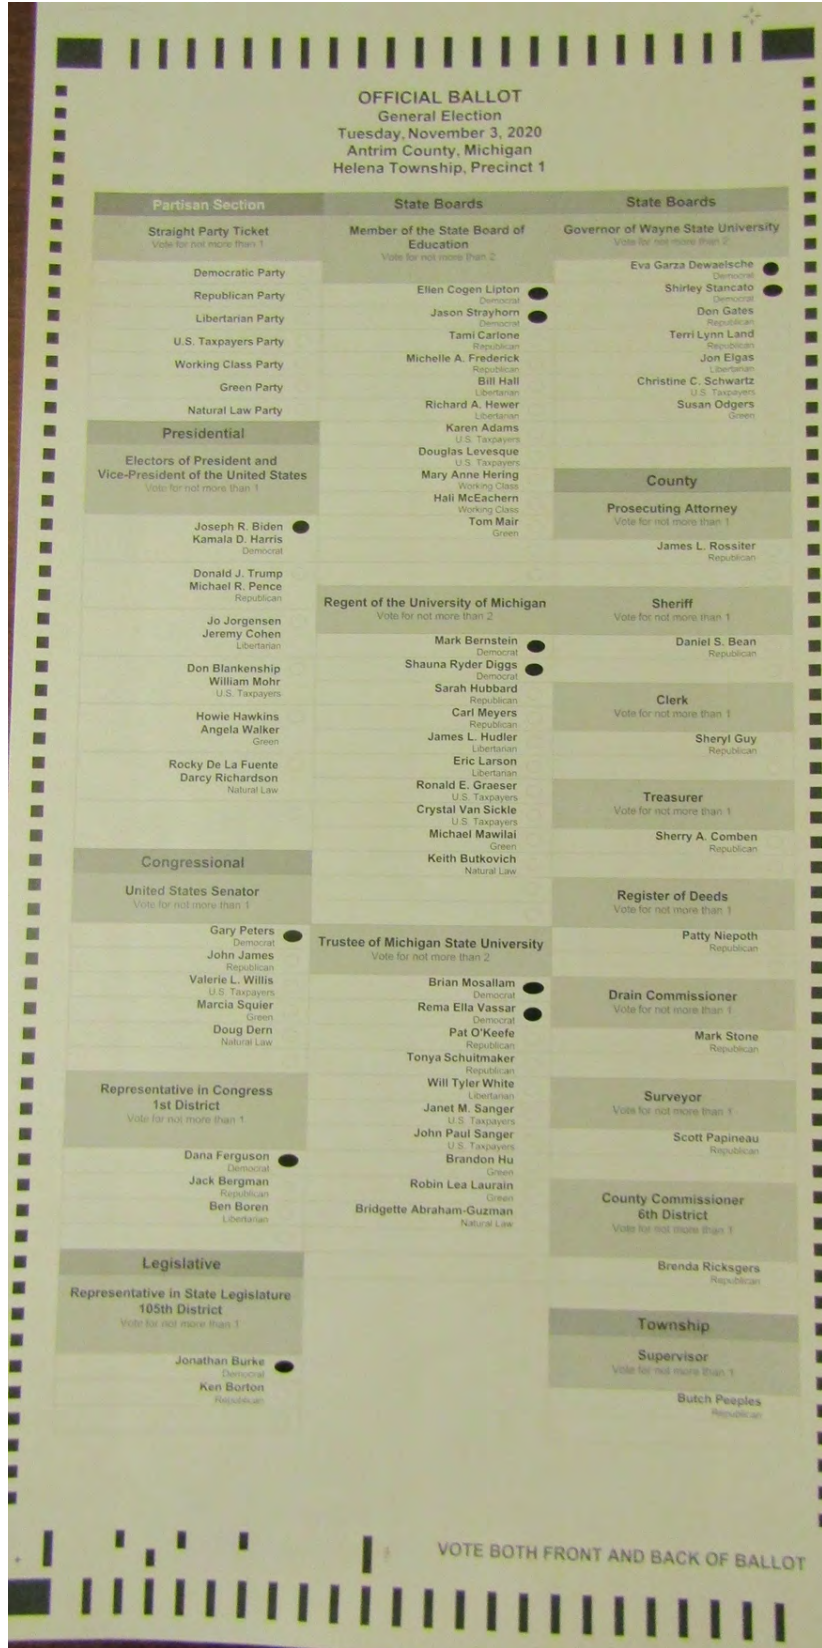 OFFICIAL BALLOT
General Election
Tuesday, November 3, 2020
Antrim County, Michigan
Helena Township, Precinct 1
Partisan Section
Straight Party Ticket
Vote for not more than 1
Democratic Party
Republican Party
Libertarian Party
U.S. Taxpayers Party
Working Class Party
Green Party
Natural Law Party
Presidential
Electors of President and
Vice-President of the United States
Vote for not more than 1
Joseph R. Biden
Kamala D. Harris
Democrat
Donald J. Trump
Michael R. Pence
Republican
Jo Jorgensen
Jeremy Cohen
Libertarian
Don Blankenship
William Mohr
U.S. Taxpayers
Howie Hawkins
Angela Walker
Green
Rocky De La Fuente
Darcy Richardson
Natural Law
Congressional
United States Senator
Vote for not more than 1
Gary Peters
Democrat
John James
Republican
Valerie L. Willis
U.S. Taxpayers
Marcia Squier
Green
Doug Dern
Natural Law
Representative in Congress
1st District
Vote for not more than 1
Dana Ferguson
Democrat
Jack Bergman
Republican
Ben Boren
Libertarian
Legislative
Representative in State Legislature
105th District
Vote for not more than 1
Jonathan Burke
Democrat
Ken Borton
Republican
State Boards
Member of the State Board of
Education
Vote for not more than 2
Ellen Cogen Lipton
Democrat
Jason Strayhorn
Democrat
Tami Carlone
Republican
Michelle A. Frederick
Republican
Bill Hall
Libertarian
Richard A. Hewer
Libertarian
Karen Adams
U.S. Taxpayers
Douglas Levesque
U.S. Taxpayers
Mary Anne Hering
Working Class
Hali McEachern
Working Class
Tom Mair
Green
Regent of the University of Michigan
Vote for not more than 2
Mark Bernstein
Democrat
Shauna Ryder Diggs
Democrat
Sarah Hubbard
Republican
Carl Meyers
Republican
James L. Hudler
Libertarian
Eric Larson
Libertarian
Ronald E. Graeser
U.S. Taxpayers
Crystal Van Sickle
U.S. Taxpayers
Michael Mawilai
Green
Keith Butkovich
Natural Law
Trustee of Michigan State University
Vote for not more than 2
Brian Mosallam
Democrat
Rema Ella Vassar
Democrat
Pat O'Keefe
Republican
Tonya Schuitmaker
Republican
Will Tyler White
Libertarian
Janet M. Sanger
U.S. Taxpayers
John Paul Sanger
U.S. Taxpayers
Brandon Hu
Green
Robin Lea Laurain
Green
Bridgette Abraham-Guzman
Natural Law
State Boards
Governor of Wayne State University
Vote for not more than 2
Eva Garza Dewaelsche
Democrat
Shirley Stancato
Democrat
Don Gates
Republican
Terri Lynn Land
Republican
Jon Elgas
Libertarian
Christine C. Schwartz
U.S. Taxpayers
Susan Odgers
Green
County
Prosecuting Attorney
Vote for not more than 1
James L. Rossiter
Republican
Sheriff
Vote for not more than 1
Daniel S. Bean
Republican
Clerk
Vote for not more than 1
Sheryl Guy
Republican
Treasurer
Vote for not more than 1
Sherry A. Comben
Republican
Register of Deeds
Vote for not more than 1
Patty Niepoth
Republican
Drain Commissioner
Vote for not more than 1
Mark Stone
Republican
Surveyor
Vote for not more than 1
Scott Papineau
Republican
County Commissioner
6th District
Vote for not more than 1
Brenda Ricksgers
Republican
Township
Supervisor
Vote for not more than 1
Butch Peeples
Republican
VOTE BOTH FRONT AND BACK OF BALLOT